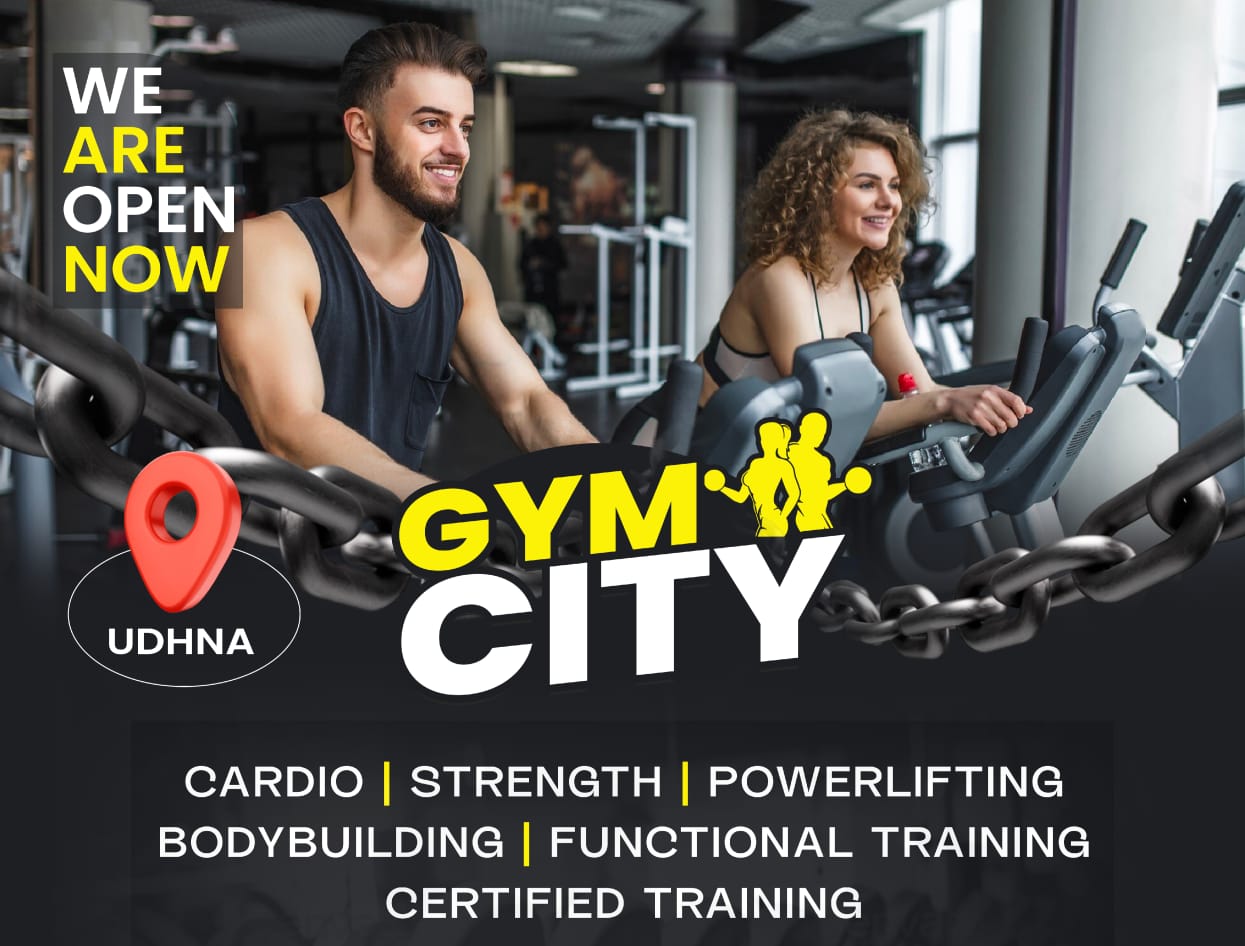 WE
ARE
OPEN
NOW
GYM
CITY
UDHNA
CARDIO | STRENGTH | POWERLIFTING
BODYBUILDING | FUNCTIONAL TRAINING
CERTIFIED TRAINING